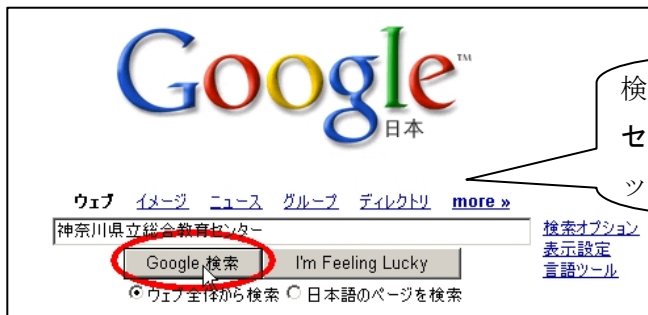 Google™
日本
検
セ
ッ
ウェブ イメージ ニュース グループ ディレクトリ more »
神奈川県立総合教育センター
検索オプション
表示設定
言語ツール
Google 検索 I'm Feeling Lucky
ウェブ全体から検索 日本語のページを検索